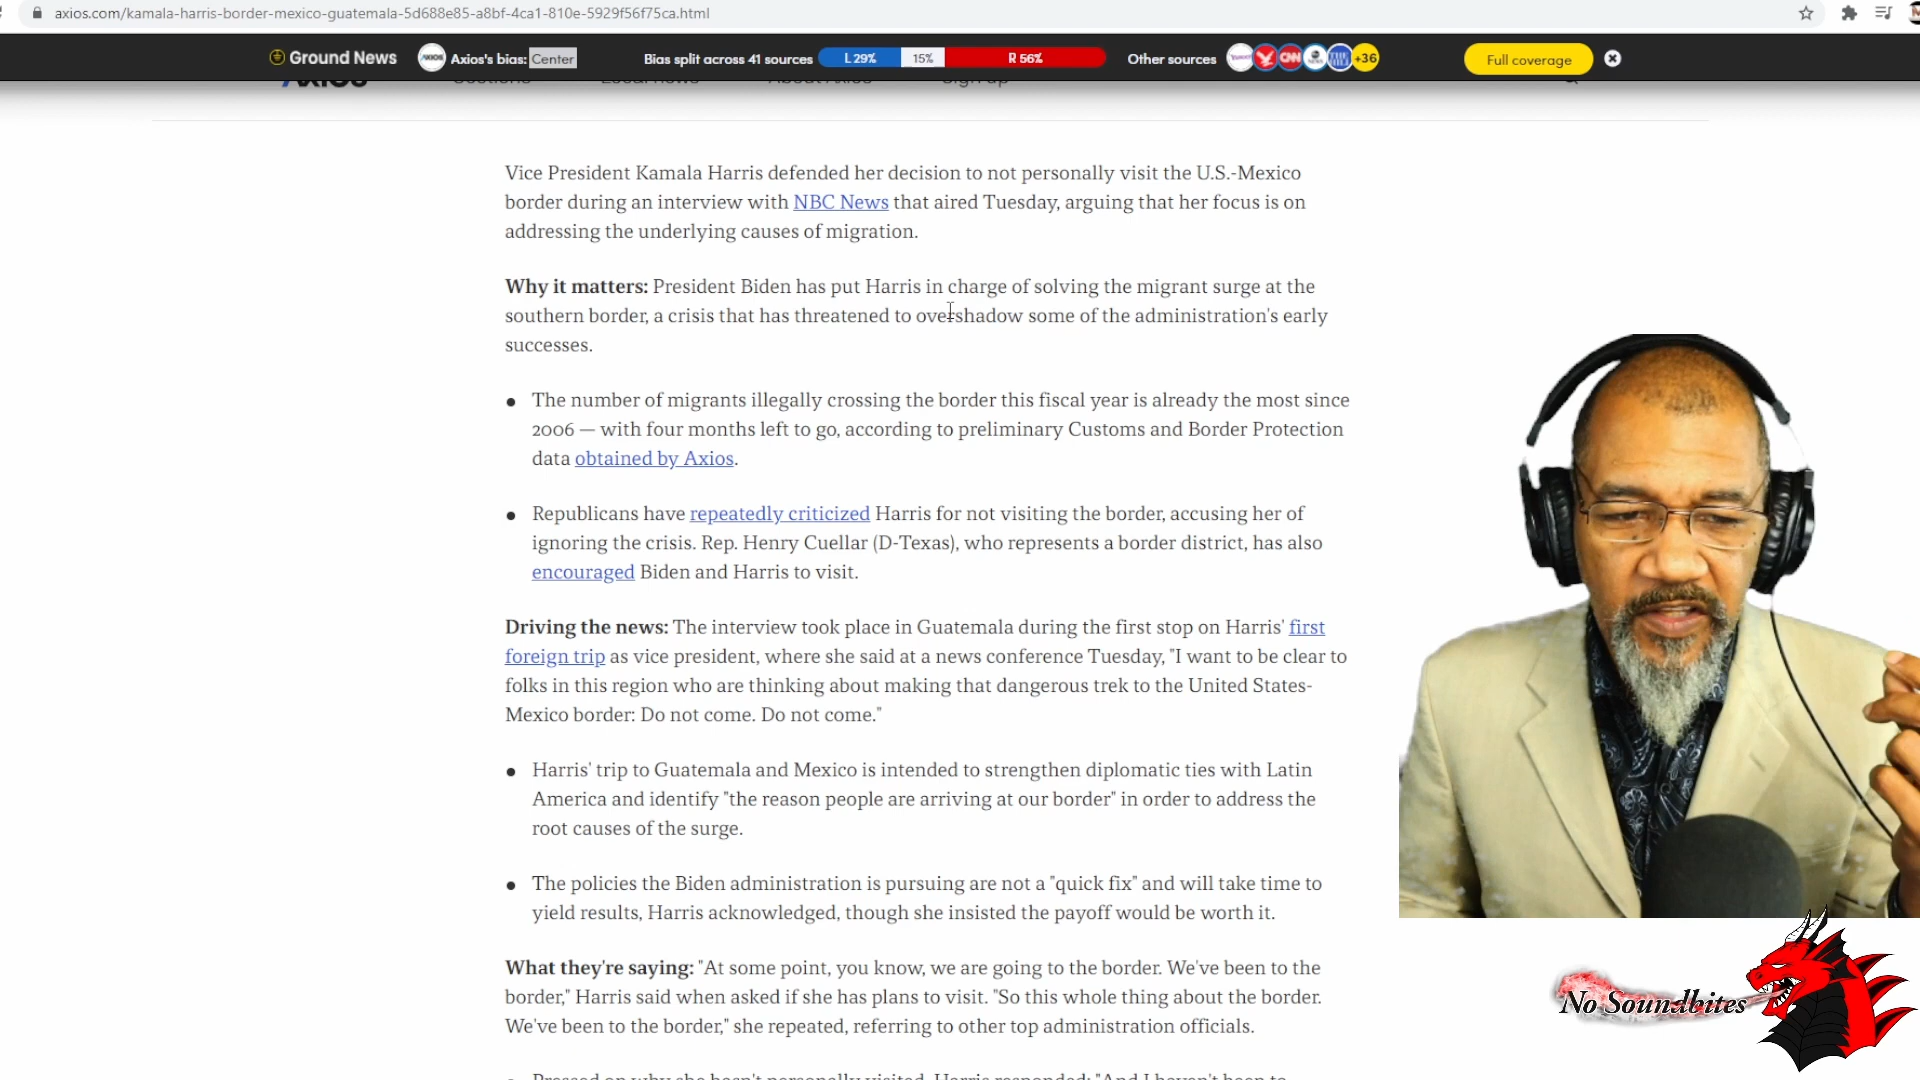 axios.com/kamala-harris-border-mexico-guatemala-5d688e85-a8bf-4ca1-810e-5929f56f75ca.html
Ground News AXIOS Axios's bias: Center Bias split across 41 sources L 29% 15% R 56% Other sources CNN +36 Full coverage
Axios Sections Local news About Axios Sign up
Vice President Kamala Harris defended her decision to not personally visit the U.S.-Mexico
border during an interview with NBC News that aired Tuesday, arguing that her focus is on
addressing the underlying causes of migration.
Why it matters: President Biden has put Harris in charge of solving the migrant surge at the
southern border, a crisis that has threatened to overshadow some of the administration's early
successes.
The number of migrants illegally crossing the border this fiscal year is already the most since
2006 — with four months left to go, according to preliminary Customs and Border Protection
data obtained by Axios.
Republicans have repeatedly criticized Harris for not visiting the border, accusing her of
ignoring the crisis. Rep. Henry Cuellar (D-Texas), who represents a border district, has also
encouraged Biden and Harris to visit.
Driving the news: The interview took place in Guatemala during the first stop on Harris' first
foreign trip as vice president, where she said at a news conference Tuesday, "I want to be clear to
folks in this region who are thinking about making that dangerous trek to the United States-
Mexico border: Do not come. Do not come."
Harris' trip to Guatemala and Mexico is intended to strengthen diplomatic ties with Latin
America and identify "the reason people are arriving at our border" in order to address the
root causes of the surge.
The policies the Biden administration is pursuing are not a "quick fix" and will take time to
yield results, Harris acknowledged, though she insisted the payoff would be worth it.
What they're saying: "At some point, you know, we are going to the border. We've been to the
border," Harris said when asked if she has plans to visit. "So this whole thing about the border.
We've been to the border," she repeated, referring to other top administration officials.
Pressed on why she hasn't personally visited, Harris responded: "And I haven't been to
No Soundbites